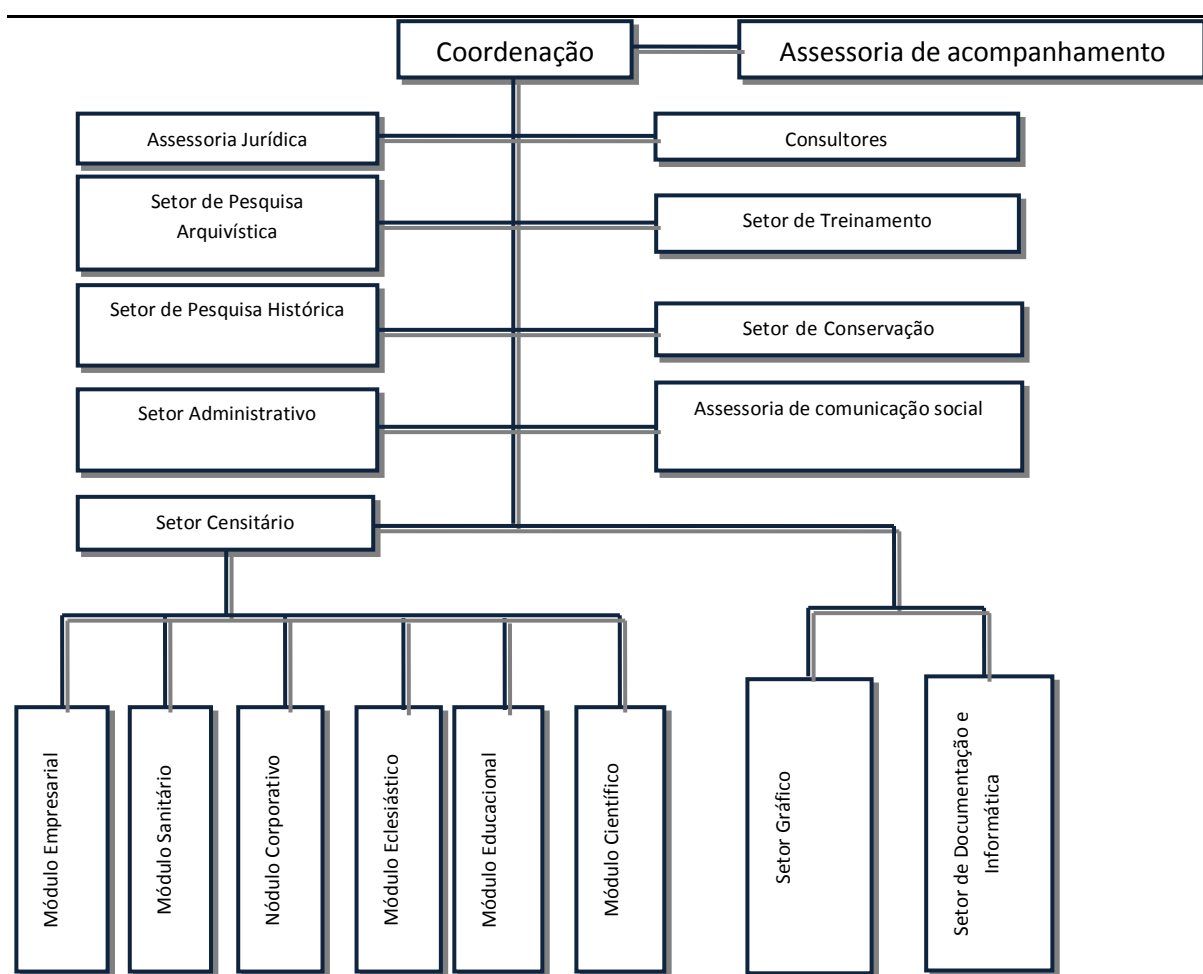 Coordenação
Assessoria de acompanhamento
Assessoria Jurídica
Consultores
Setor de Pesquisa
Arquivística
Setor de Treinamento
Setor de Pesquisa Histórica
Setor de Conservação
Setor Administrativo
Assessoria de comunicação social
Setor Censitário
Módulo Empresarial
Módulo Sanitário
Nódulo Corporativo
Módulo Eclesiástico
Módulo Educacional
Módulo Científico
Setor Gráfico
Setor de Documentação e
Informática